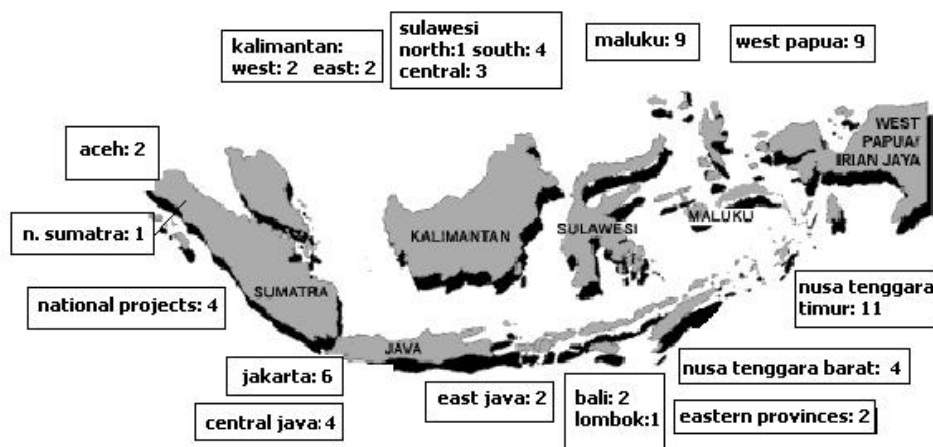 sulawesi
north:1 south: 4
central: 3
kalimantan:
west: 2 east: 2
maluku: 9
west papua: 9
aceh: 2
n. sumatra: 1
national projects: 4
WEST
PAPUA/
IRIAN JAYA
KALIMANTAN
SULAWESI
MALUKU
SUMATRA
JAVA
nusa tenggara
timur: 11
jakarta: 6
central java: 4
east java: 2
bali: 2
lombok:1
nusa tenggara barat: 4
eastern provinces: 2